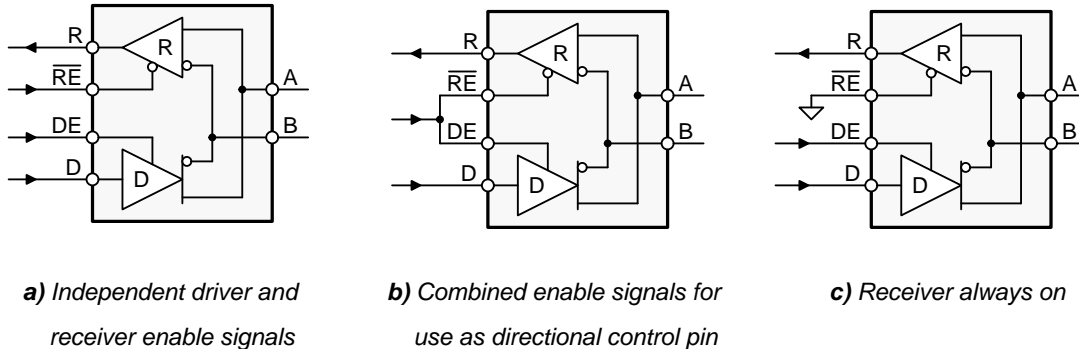 R
R
RE
A
DE
B
D
D
a) Independent driver and
receiver enable signals
R
R
RE
A
DE
B
D
D
b) Combined enable signals for
use as directional control pin
R
R
RE
A
DE
B
D
D
c) Receiver always on